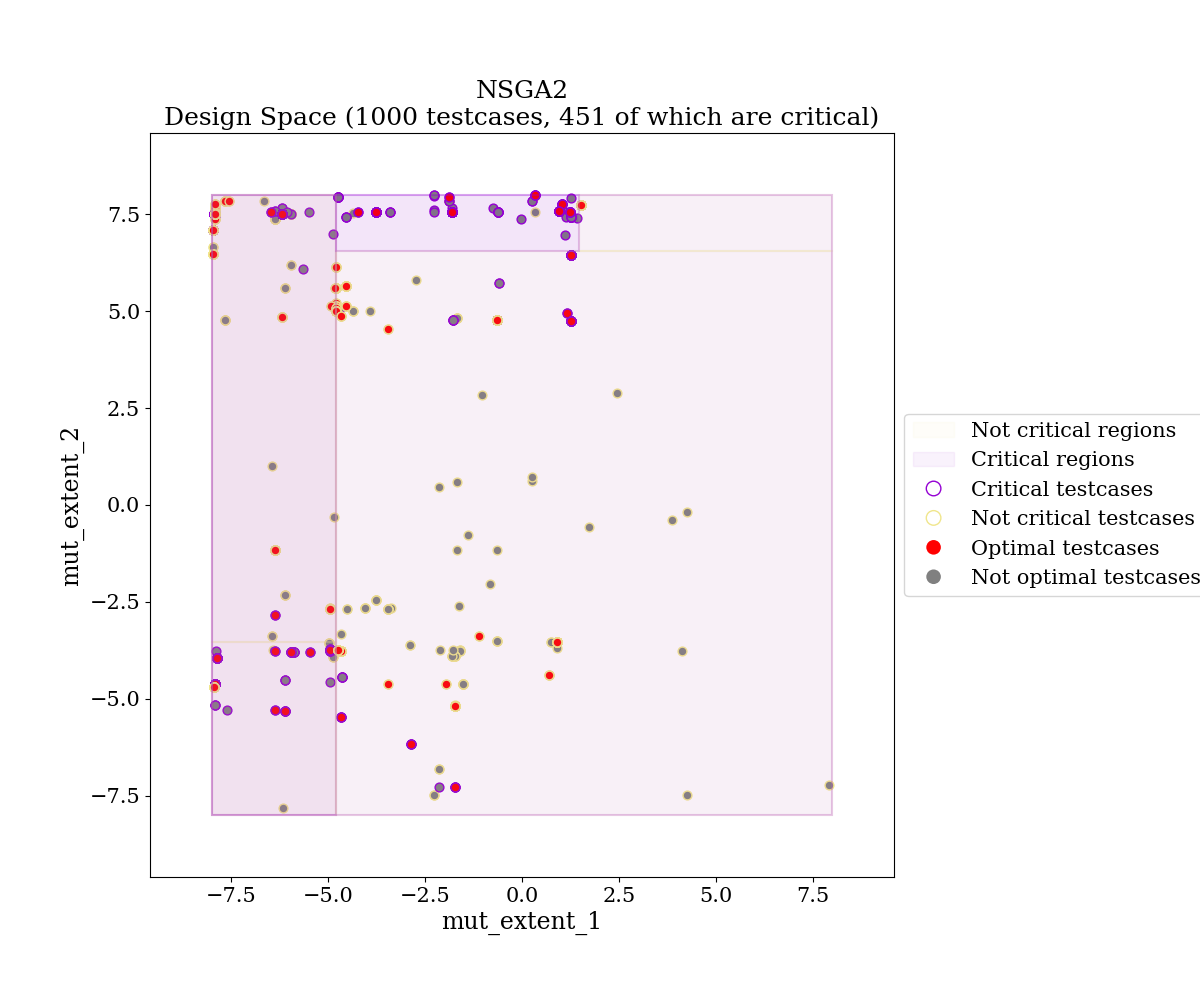 NSGA2
Design Space (1000 testcases, 451 of which are critical)
mut_extent_2
7.5
5.0
2.5
0.0
−2.5
−5.0
−7.5
−7.5
−5.0
−2.5
0.0
2.5
5.0
7.5
mut_extent_1
Not critical regions
Critical regions
Critical testcases
Not critical testcases
Optimal testcases
Not optimal testcases